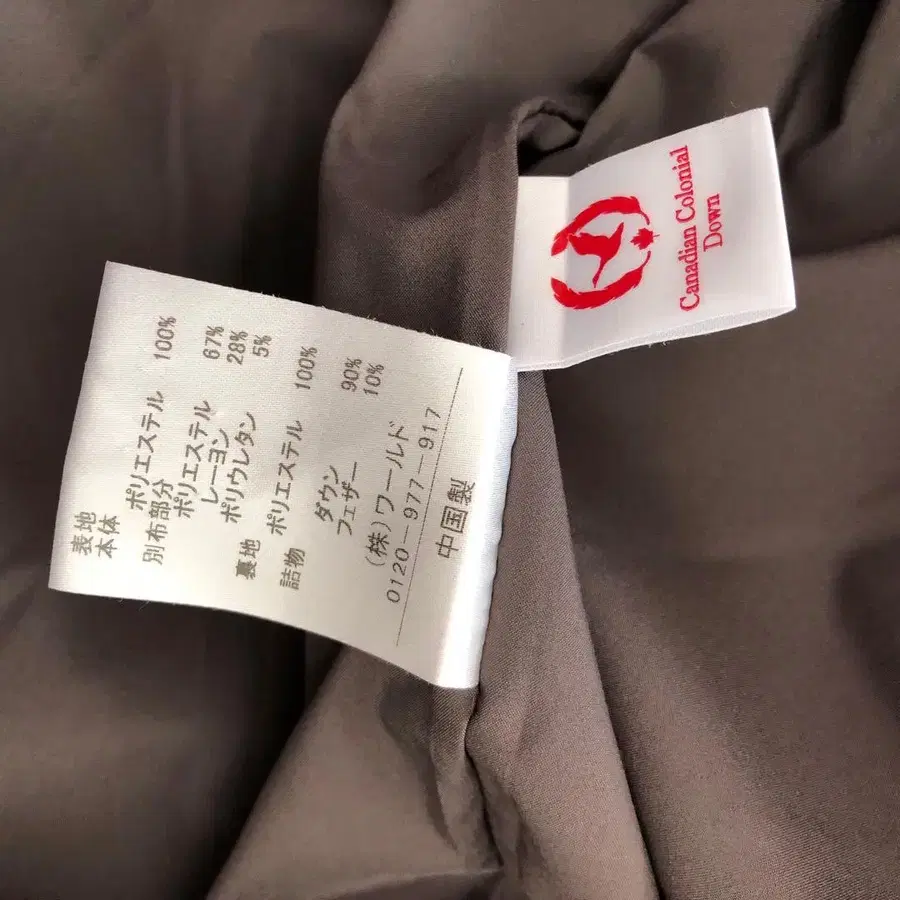 表地
本体
ポリエステル 100%
別布部分
ポリエステル 67%
レーヨン 28%
ポリウレタン 5%
裏地
ポリエステル 100%
詰物
ダウン 90%
フェザー 10%
(株)ワールド
0120-977-917
中国製
Canadian Colonial
Down